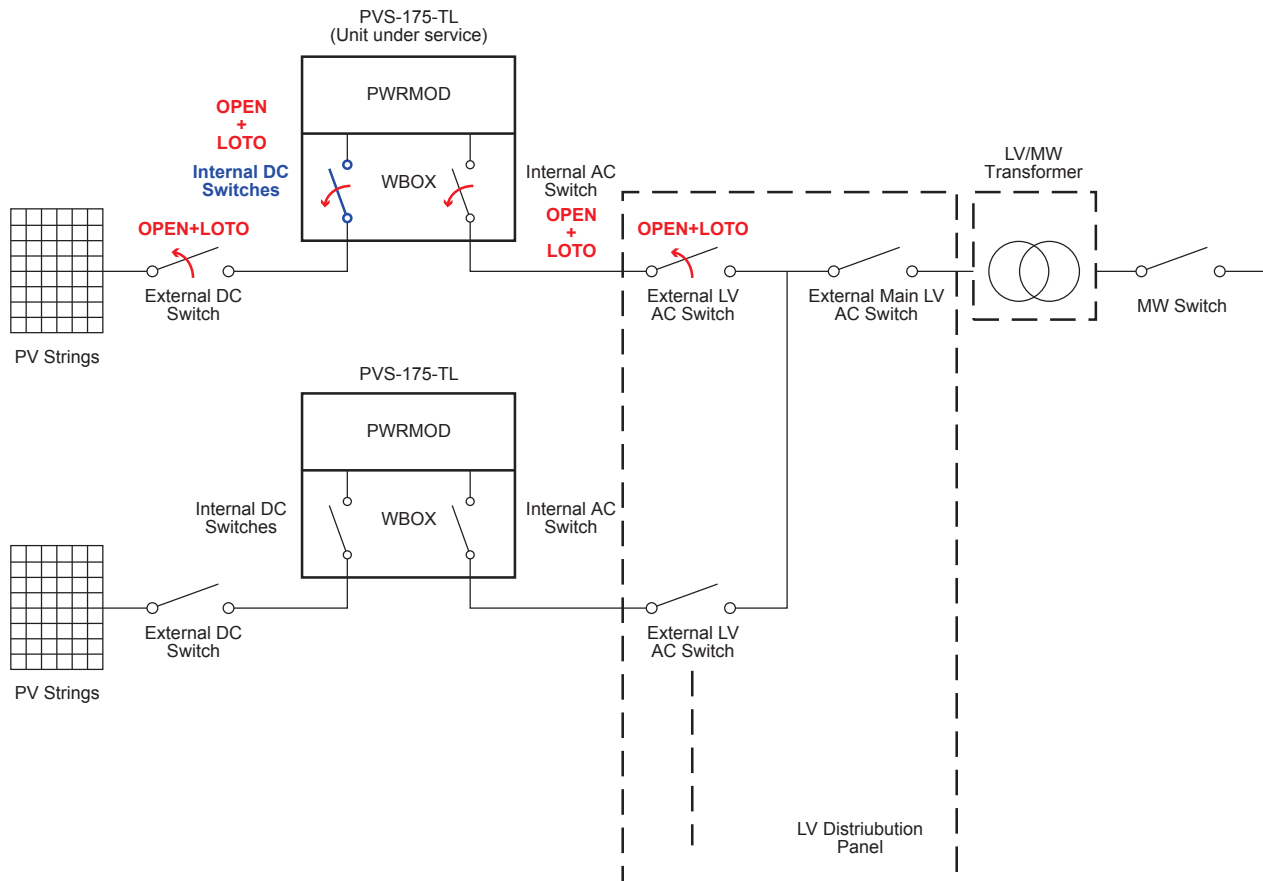 PVS-175-TL
(Unit under service)
PWRMOD
OPEN
+
LOTO
Internal DC
Switches
WBOX
Internal AC
Switch
OPEN
+
LOTO
LV/MW
Transformer
OPEN+LOTO
OPEN+LOTO
External DC
Switch
External LV
AC Switch
External Main LV
AC Switch
MW Switch
PV Strings
PVS-175-TL
PWRMOD
Internal DC
Switches
WBOX
Internal AC
Switch
External DC
Switch
External LV
AC Switch
PV Strings
LV Distriubution
Panel